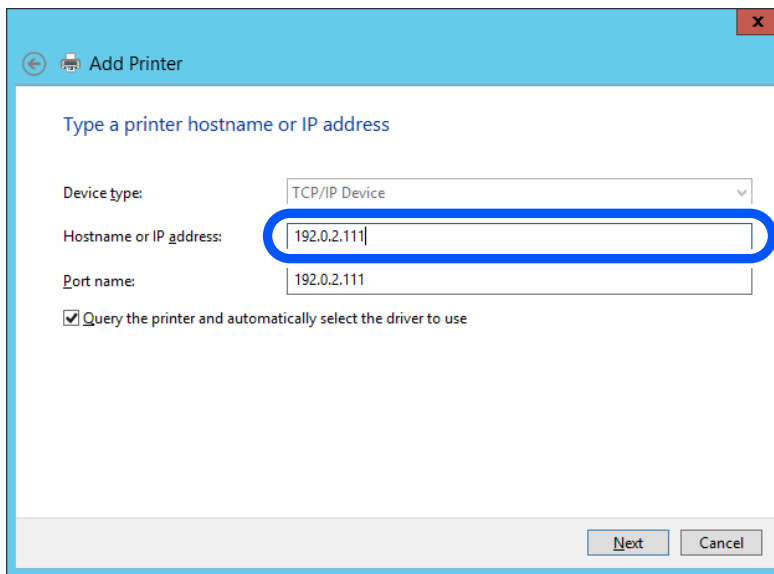 x
Add Printer
Type a printer hostname or IP address
Device type: TCP/IP Device
Hostname or IP address: 192.0.2.111
Port name: 192.0.2.111
Query the printer and automatically select the driver to use
Next Cancel